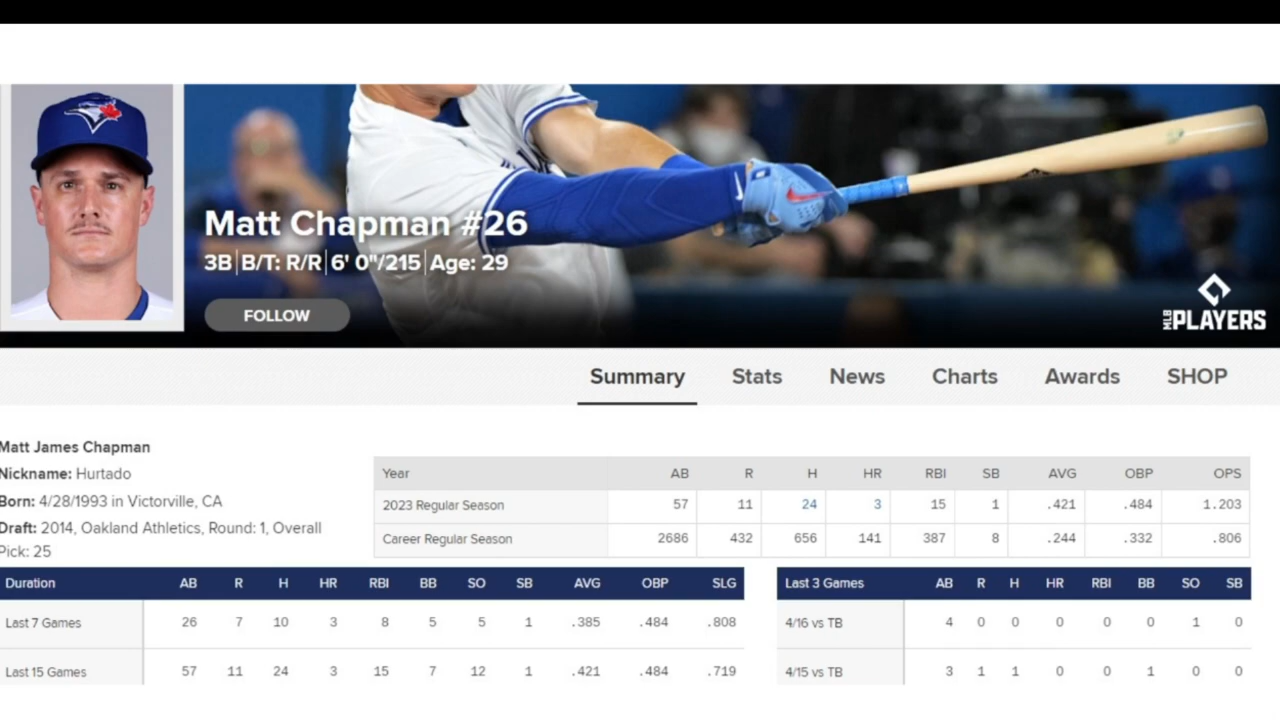 Matt Chapman #26
3B B/T: R/R 6' 0"/215 Age: 29
FOLLOW
MLB PLAYERS
Summary Stats News Charts Awards SHOP
Matt James Chapman
Nickname: Hurtado
Born: 4/28/1993 in Victorville, CA
Draft: 2014, Oakland Athletics, Round: 1, Overall
Pick: 25
Year AB R H HR RBI SB AVG OBP OPS
2023 Regular Season 57 11 24 3 15 1 .421 .484 1.203
Career Regular Season 2686 432 656 141 387 8 .244 .332 .806
Duration AB R H HR RBI BB SO SB AVG OBP SLG
Last 7 Games 26 7 10 3 8 5 5 1 .385 .484 .808
Last 15 Games 57 11 24 3 15 7 12 1 .421 .484 .719
Last 3 Games AB R H HR RBI BB SO SB
4/16 vs TB 4 0 0 0 0 0 1 0
4/15 vs TB 3 1 1 0 0 1 0 0